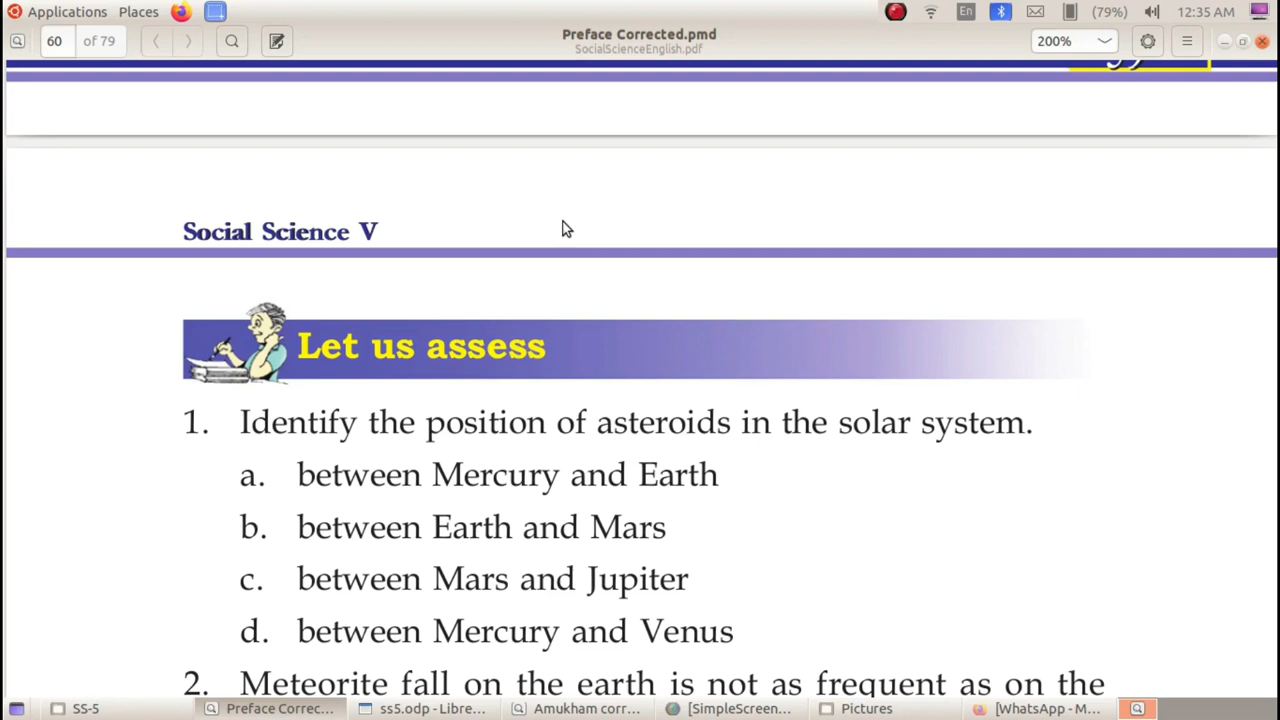 Applications Places En (79%) 12:35 AM
60 of 79
Preface Corrected.pmd
SocialScienceEnglish.pdf
200%
Social Science V
Let us assess
1. Identify the position of asteroids in the solar system.
a. between Mercury and Earth
b. between Earth and Mars
c. between Mars and Jupiter
d. between Mercury and Venus
2. Meteorite fall on the earth is not as frequent as on the
SS-5 Preface Correc... ss5.odp - Libre... Amukham corr... [SimpleScreen... Pictures [WhatsApp - M...